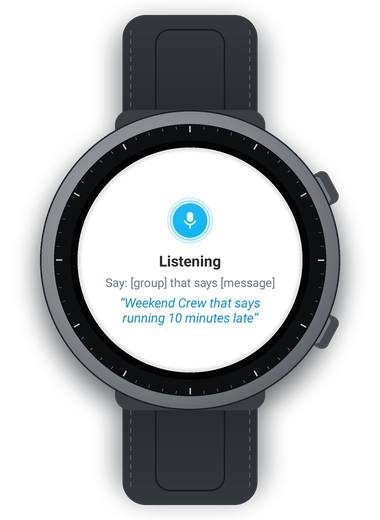 Listening
Say: [group] that says [message]
“Weekend Crew that says
running 10 minutes late“